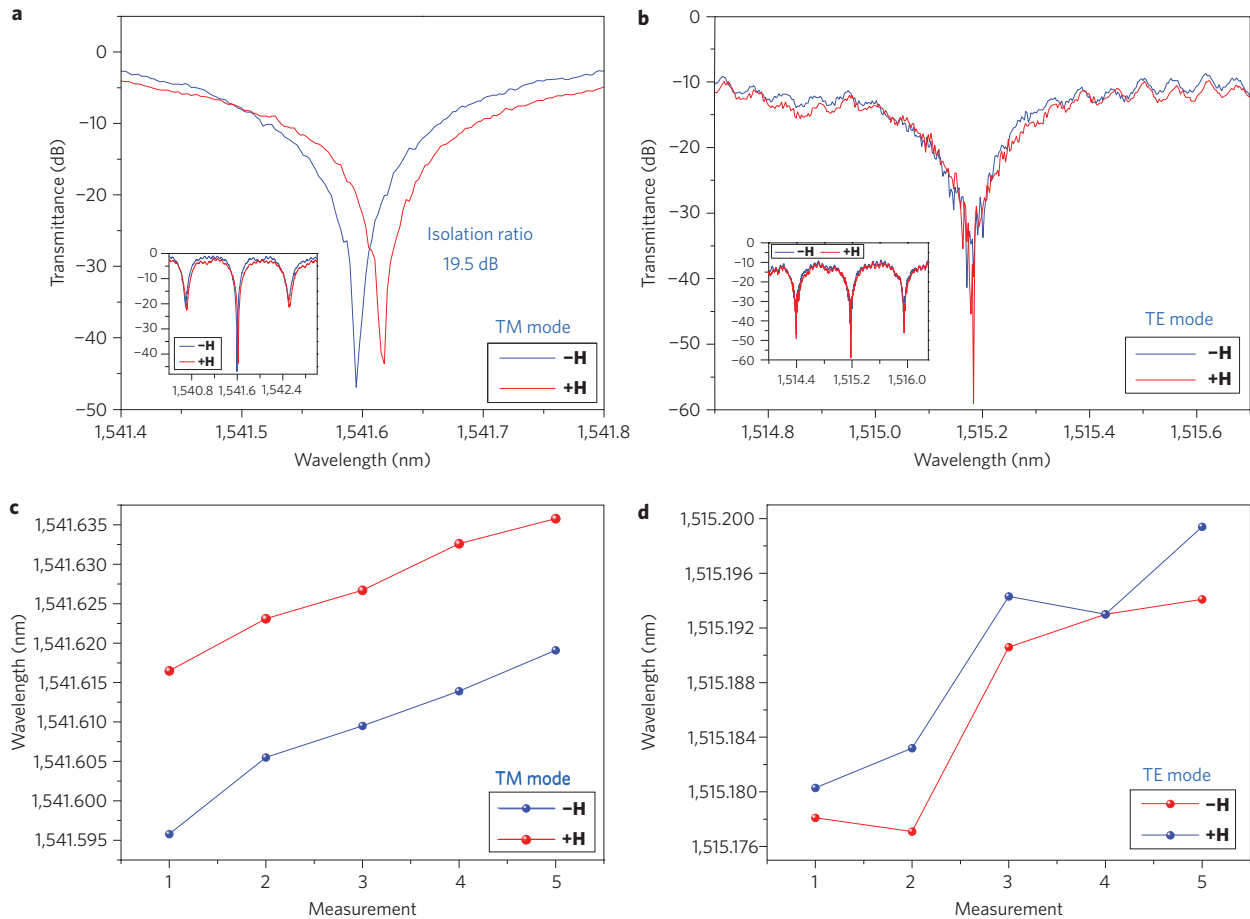 a
0
−10
−20
−30
−40
−50
Transmittance (dB)
1,541.4
1,541.5
1,541.6
1,541.7
1,541.8
Wavelength (nm)
Isolation ratio
19.5 dB
TM mode
−H
+H
0
−10
−20
−30
−40
−H
+H
1,540.8
1,541.6
1,542.4
b
0
−10
−20
−30
−40
−50
−60
Transmittance (dB)
1,514.8
1,515.0
1,515.2
1,515.4
1,515.6
Wavelength (nm)
TE mode
−H
+H
0
−10
−20
−30
−40
−50
−60
−H +H
1,514.4
1,515.2
1,516.0
c
1,541.635
1,541.630
1,541.625
1,541.620
1,541.615
1,541.610
1,541.605
1,541.600
1,541.595
Wavelength (nm)
1
2
3
4
5
Measurement
TM mode
−H
+H
d
1,515.200
1,515.196
1,515.192
1,515.188
1,515.184
1,515.180
1,515.176
Wavelength (nm)
1
2
3
4
5
Measurement
TE mode
−H
+H